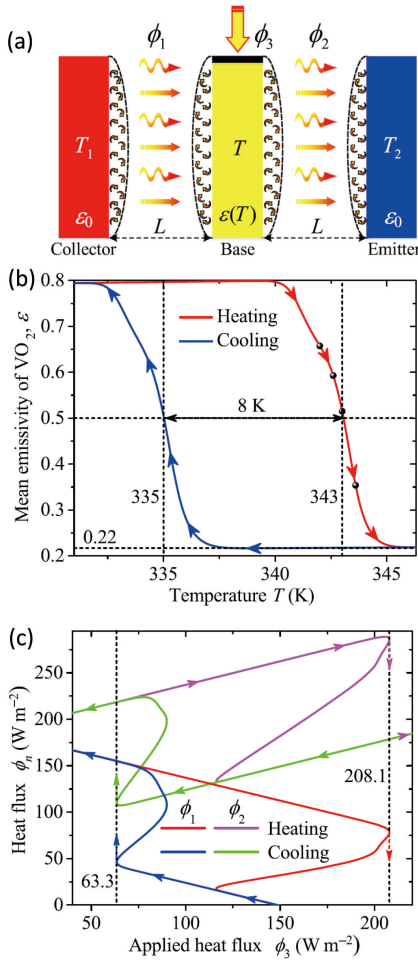 (a)
ϕ₁
ϕ₃
ϕ₂
T₁
T
T₂
ε₀
ε(T)
ε₀
L
L
Collector
Base
Emitter
(b)
Mean emissivity of VO₂, ε
0.8
0.7
0.6
0.5
0.4
0.3
0.2
Heating
Cooling
8 K
335
343
0.22
335
340
345
Temperature T (K)
(c)
Heat flux ϕₙ (W m⁻²)
250
200
150
100
50
0
208.1
ϕ₁ ϕ₂
Heating
Cooling
63.3
50
100
150
200
Applied heat flux ϕ₃ (W m⁻²)